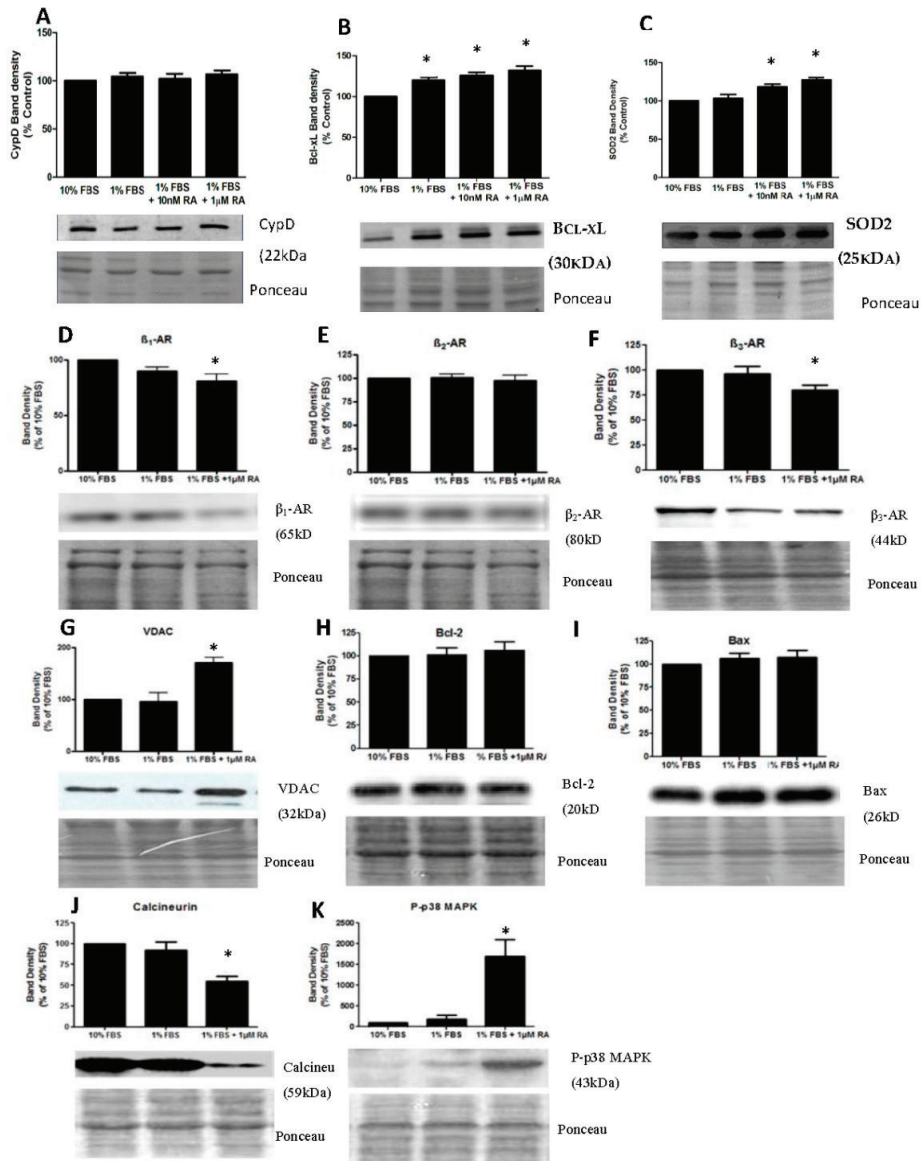 A
CypD Band density
(% Control)
150
100
50
0
10% FBS
1% FBS
1% FBS
+ 10nM RA
1% FBS
+ 1µM RA
CypD
(22kDa
Ponceau
B
Bcl-xL Band density
(% Control)
150
100
50
0
*
*
*
10% FBS
1% FBS
1% FBS
+ 10nM RA
1% FBS
+ 1µM RA
BCL-XL
(30KDA)
Ponceau
C
SOD2 Band Density
(% Control)
150
100
50
0
*
*
10% FBS
1% FBS
1% FBS
+ 10nM RA
1% FBS
+ 1µM RA
SOD2
(25KDA)
Ponceau
D
ß₁-AR
Band Density
(% of 10% FBS)
100
50
0
*
10% FBS
1% FBS
1% FBS +1µM RA
β₁-AR
(65kD
Ponceau
E
ß₂-AR
Band Density
(% of 10% FBS)
125
100
75
50
25
0
10% FBS
1% FBS
1% FBS +1µM RA
β₂-AR
(80kD
Ponceau
F
ß₃-AR
Band Density
(% of 10% FBS)
125
100
75
50
25
0
*
10% FBS
1% FBS
1% FBS +1µM RA
β₃-AR
(44kD
Ponceau
G
VDAC
Band Density
(% of 10% FBS)
200
100
0
*
10% FBS
1% FBS
1% FBS + 1µM RA
VDAC
(32kDa)
Ponceau
H
Bcl-2
Band Density
(% of 10% FBS)
125
100
75
50
25
0
10% FBS
1% FBS
% FBS +1µM RA
Bcl-2
(20kD
Ponceau
I
Bax
Band Density
(% of 10% FBS)
125
100
75
50
25
0
10% FBS
1% FBS
1% FBS +1µM RA
Bax
(26kD
Ponceau
J
Calcineurin
Band Density
(% of 10% FBS)
125
100
75
50
25
0
*
10% FBS
1% FBS
1% FBS + 1µM RA
Calcineu
(59kDa)
Ponceau
K
P-p38 MAPK
Band Density
(% of 10% FBS)
2500
2000
1500
1000
500
0
*
10% FBS
1% FBS
1% FBS + 1µM RA
P-p38 MAPK
(43kDa)
Ponceau